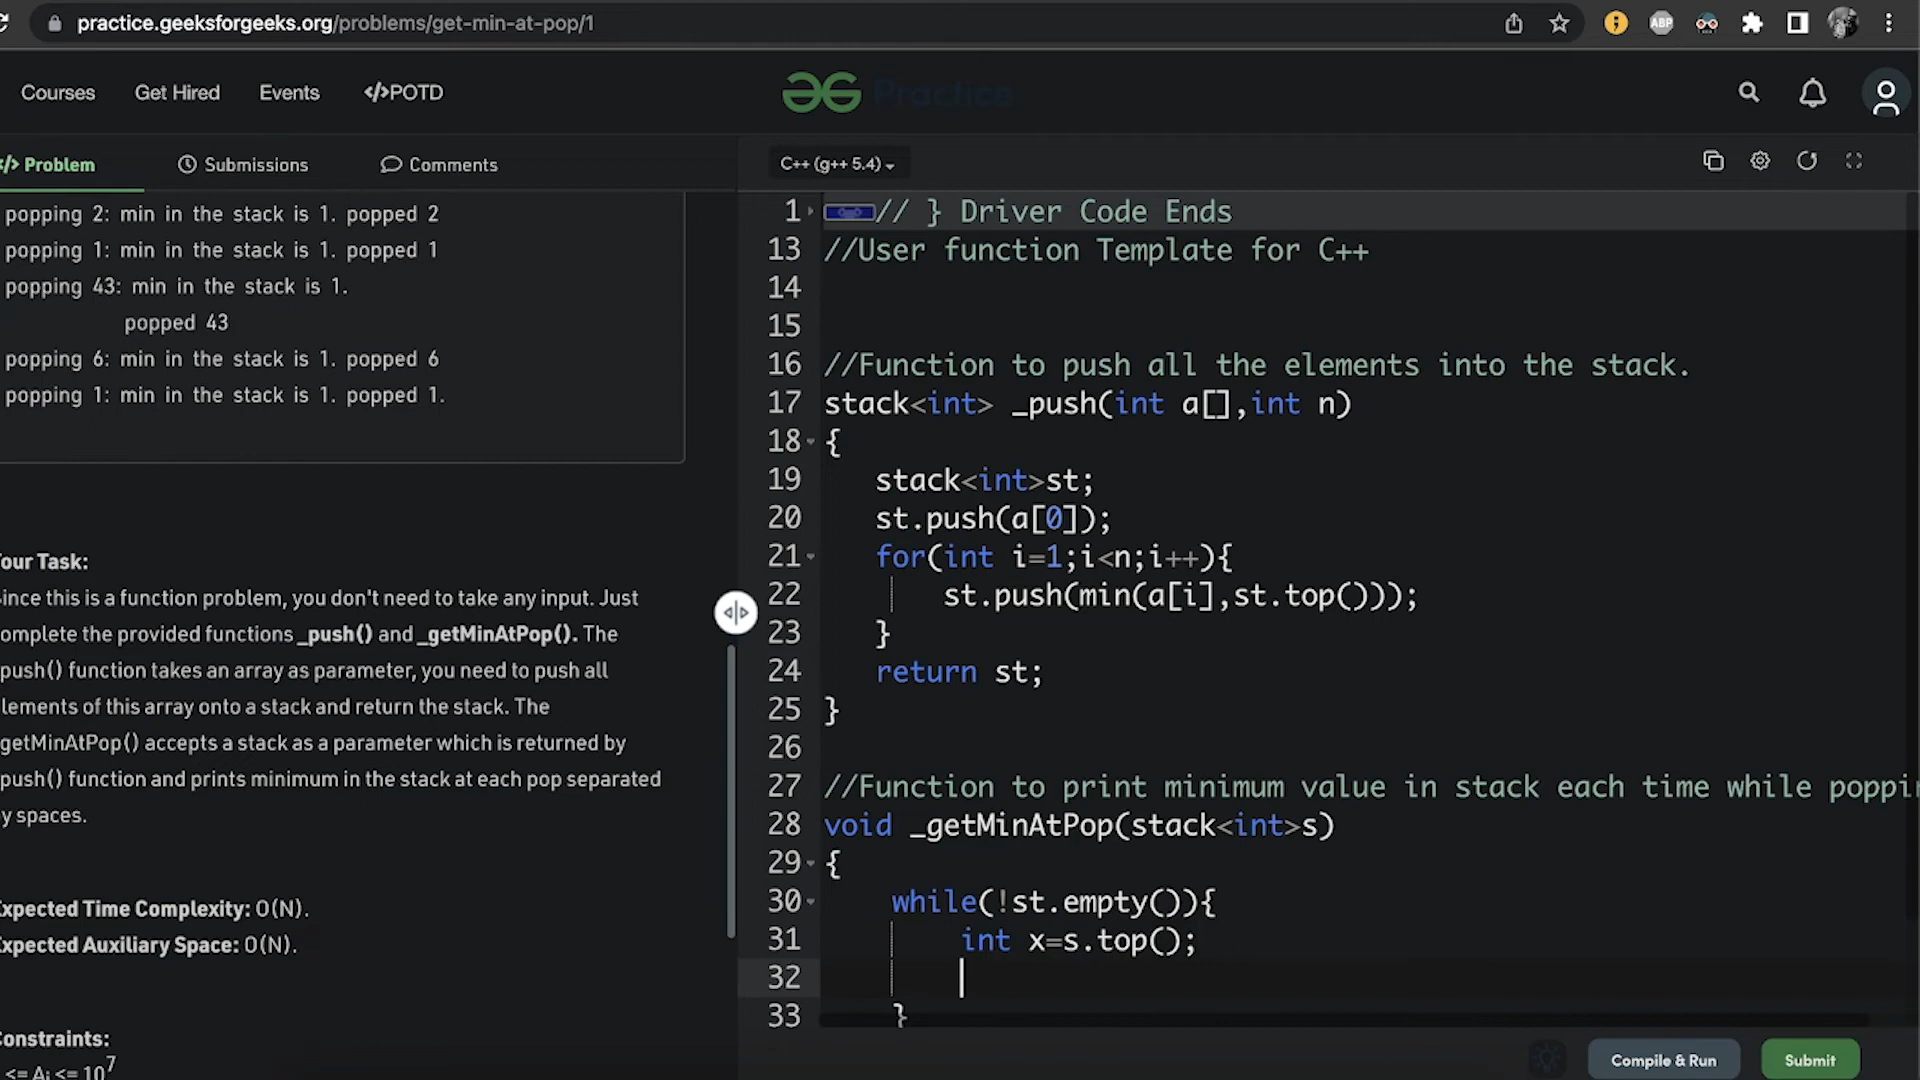 practice.geeksforgeeks.org/problems/get-min-at-pop/1
ABP
Courses Get Hired Events </>POTD
Practice
</> Problem Submissions Comments
C++ (g++ 5.4)
popping 2: min in the stack is 1. popped 2
popping 1: min in the stack is 1. popped 1
popping 43: min in the stack is 1.
popped 43
popping 6: min in the stack is 1. popped 6
popping 1: min in the stack is 1. popped 1.
our Task:
ince this is a function problem, you don't need to take any input. Just
omplete the provided functions _push() and _getMinAtPop(). The
push() function takes an array as parameter, you need to push all
lements of this array onto a stack and return the stack. The
getMinAtPop() accepts a stack as a parameter which is returned by
push() function and prints minimum in the stack at each pop separated
y spaces.
xpected Time Complexity: O(N).
xpected Auxiliary Space: O(N).
onstraints:
<= Ai <= 10^7
1 // } Driver Code Ends
13 //User function Template for C++
14
15
16 //Function to push all the elements into the stack.
17 stack<int> _push(int a[],int n)
18 {
19 stack<int>st;
20 st.push(a[0]);
21 for(int i=1;i<n;i++){
22 st.push(min(a[i],st.top()));
23 }
24 return st;
25 }
26
27 //Function to print minimum value in stack each time while poppin
28 void _getMinAtPop(stack<int>s)
29 {
30 while(!st.empty()){
31 int x=s.top();
32
33 }
Compile & Run Submit